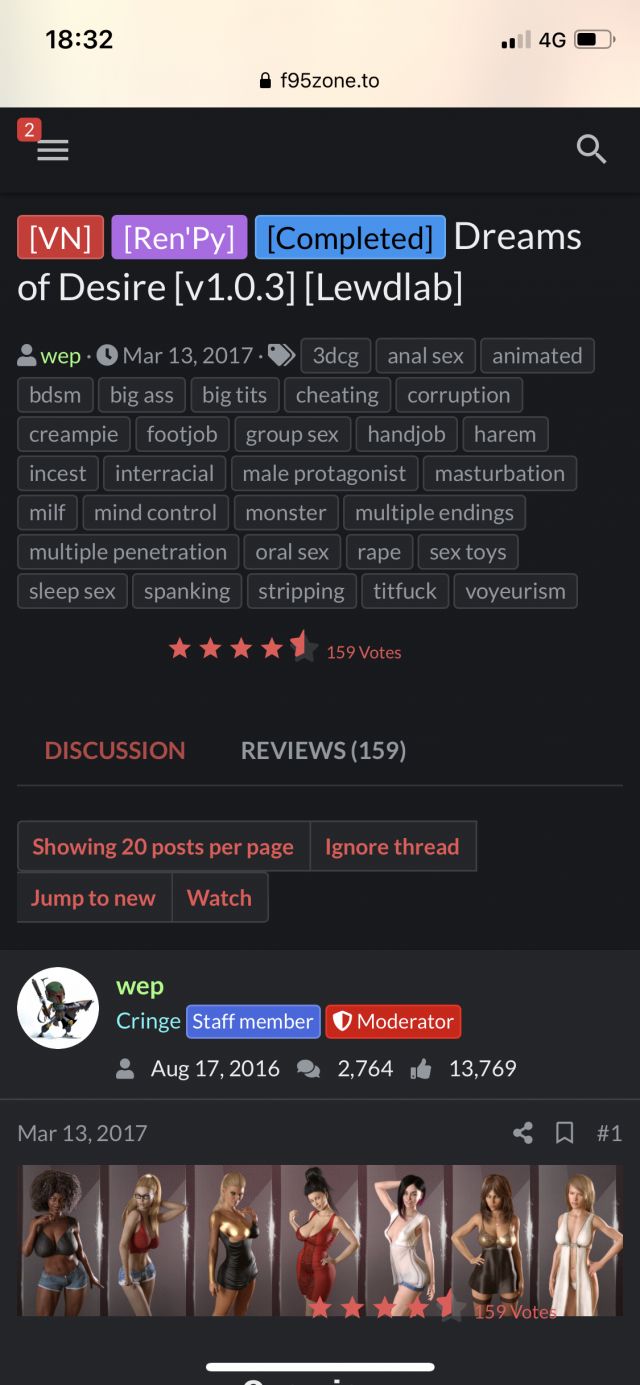 18:32
4G
f95zone.to
2
[VN] [Ren'Py] [Completed] Dreams
of Desire [v1.0.3] [Lewdlab]
wep · Mar 13, 2017 · 3dcg anal sex animated
bdsm big ass big tits cheating corruption
creampie footjob group sex handjob harem
incest interracial male protagonist masturbation
milf mind control monster multiple endings
multiple penetration oral sex rape sex toys
sleep sex spanking stripping titfuck voyeurism
159 Votes
DISCUSSION REVIEWS (159)
Showing 20 posts per page Ignore thread
Jump to new Watch
wep
Cringe Staff member Moderator
Aug 17, 2016 2,764 13,769
Mar 13, 2017 #1
159 Votes